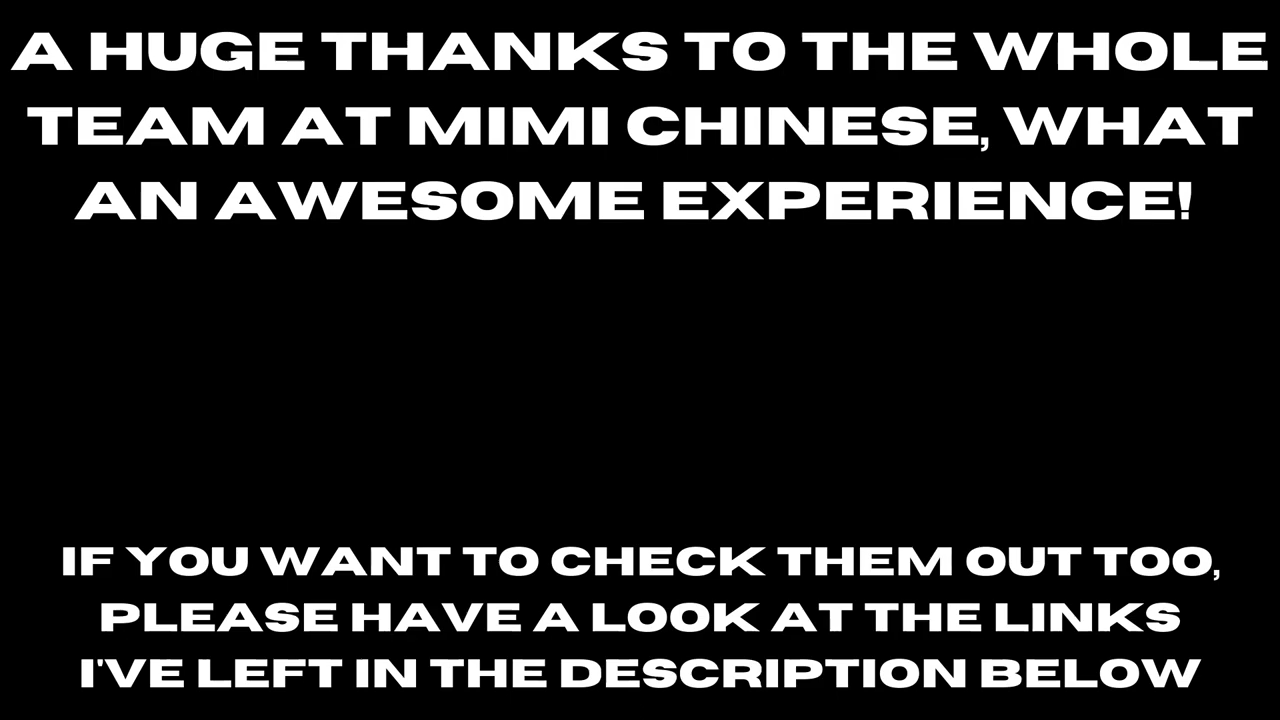 A HUGE THANKS TO THE WHOLE
TEAM AT MIMI CHINESE, WHAT
AN AWESOME EXPERIENCE!
IF YOU WANT TO CHECK THEM OUT TOO,
PLEASE HAVE A LOOK AT THE LINKS
I'VE LEFT IN THE DESCRIPTION BELOW